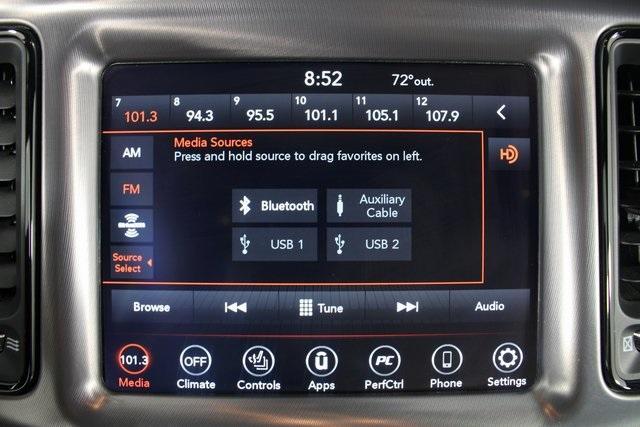 8:52 72° out.
7 8 9 10 11 12
101.3 94.3 95.5 101.1 105.1 107.9
AM
Media Sources
Press and hold source to drag favorites on left.
HD
FM
Bluetooth
Auxiliary
Cable
USB 1
USB 2
Source
Select
Browse Tune Audio
101.3 OFF PC
Media Climate Controls Apps PerfCtrl Phone Settings